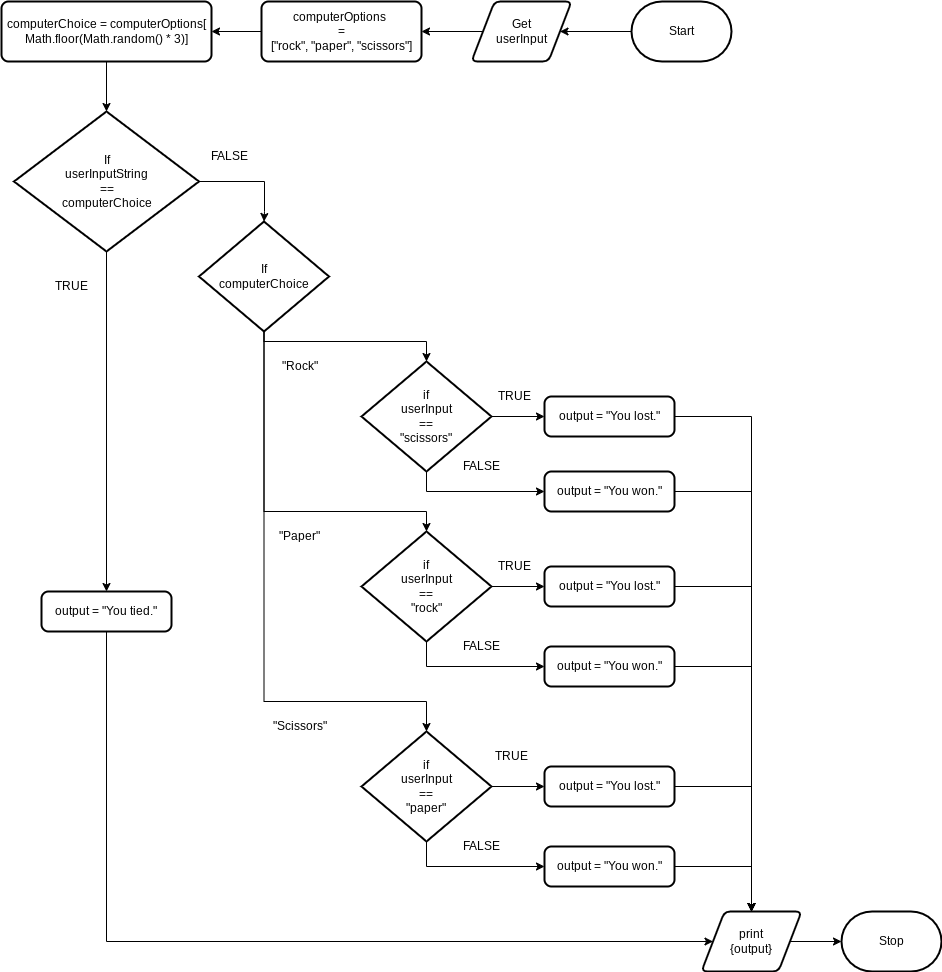 Start
Get
userInput
computerOptions
=
["rock", "paper", "scissors"]
computerChoice = computerOptions[
Math.floor(Math.random() * 3)]
If
userInputString
==
computerChoice
FALSE
TRUE
If
computerChoice
"Rock"
if
userInput
==
"scissors"
TRUE
output = "You lost."
FALSE
output = "You won."
"Paper"
if
userInput
==
"rock"
TRUE
output = "You lost."
FALSE
output = "You won."
output = "You tied."
"Scissors"
if
userInput
==
"paper"
TRUE
output = "You lost."
FALSE
output = "You won."
print
{output}
Stop